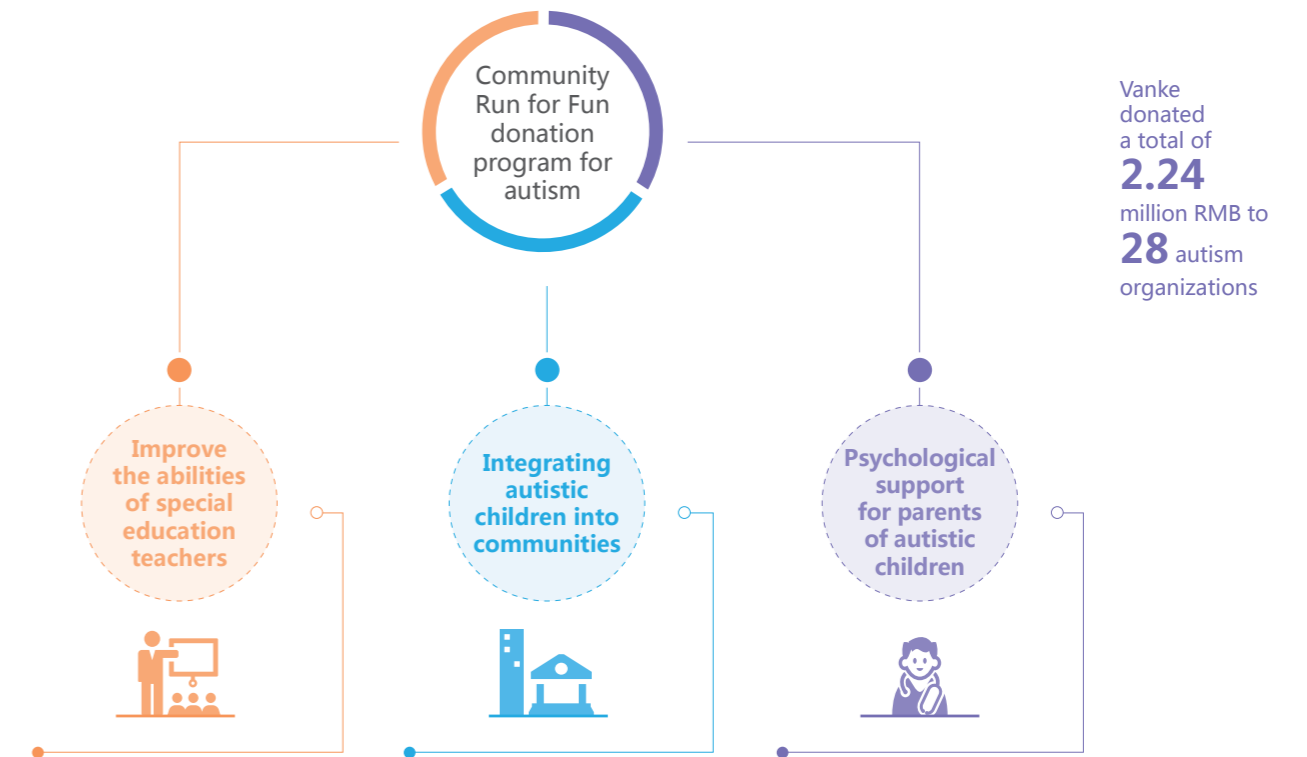 Community
Run for Fun
donation
program for
autism
Vanke
donated
a total of
2.24
million RMB to
28 autism
organizations
Improve
the abilities
of special
education
teachers
Integrating
autistic
children into
communities
Psychological
support
for parents
of autistic
children